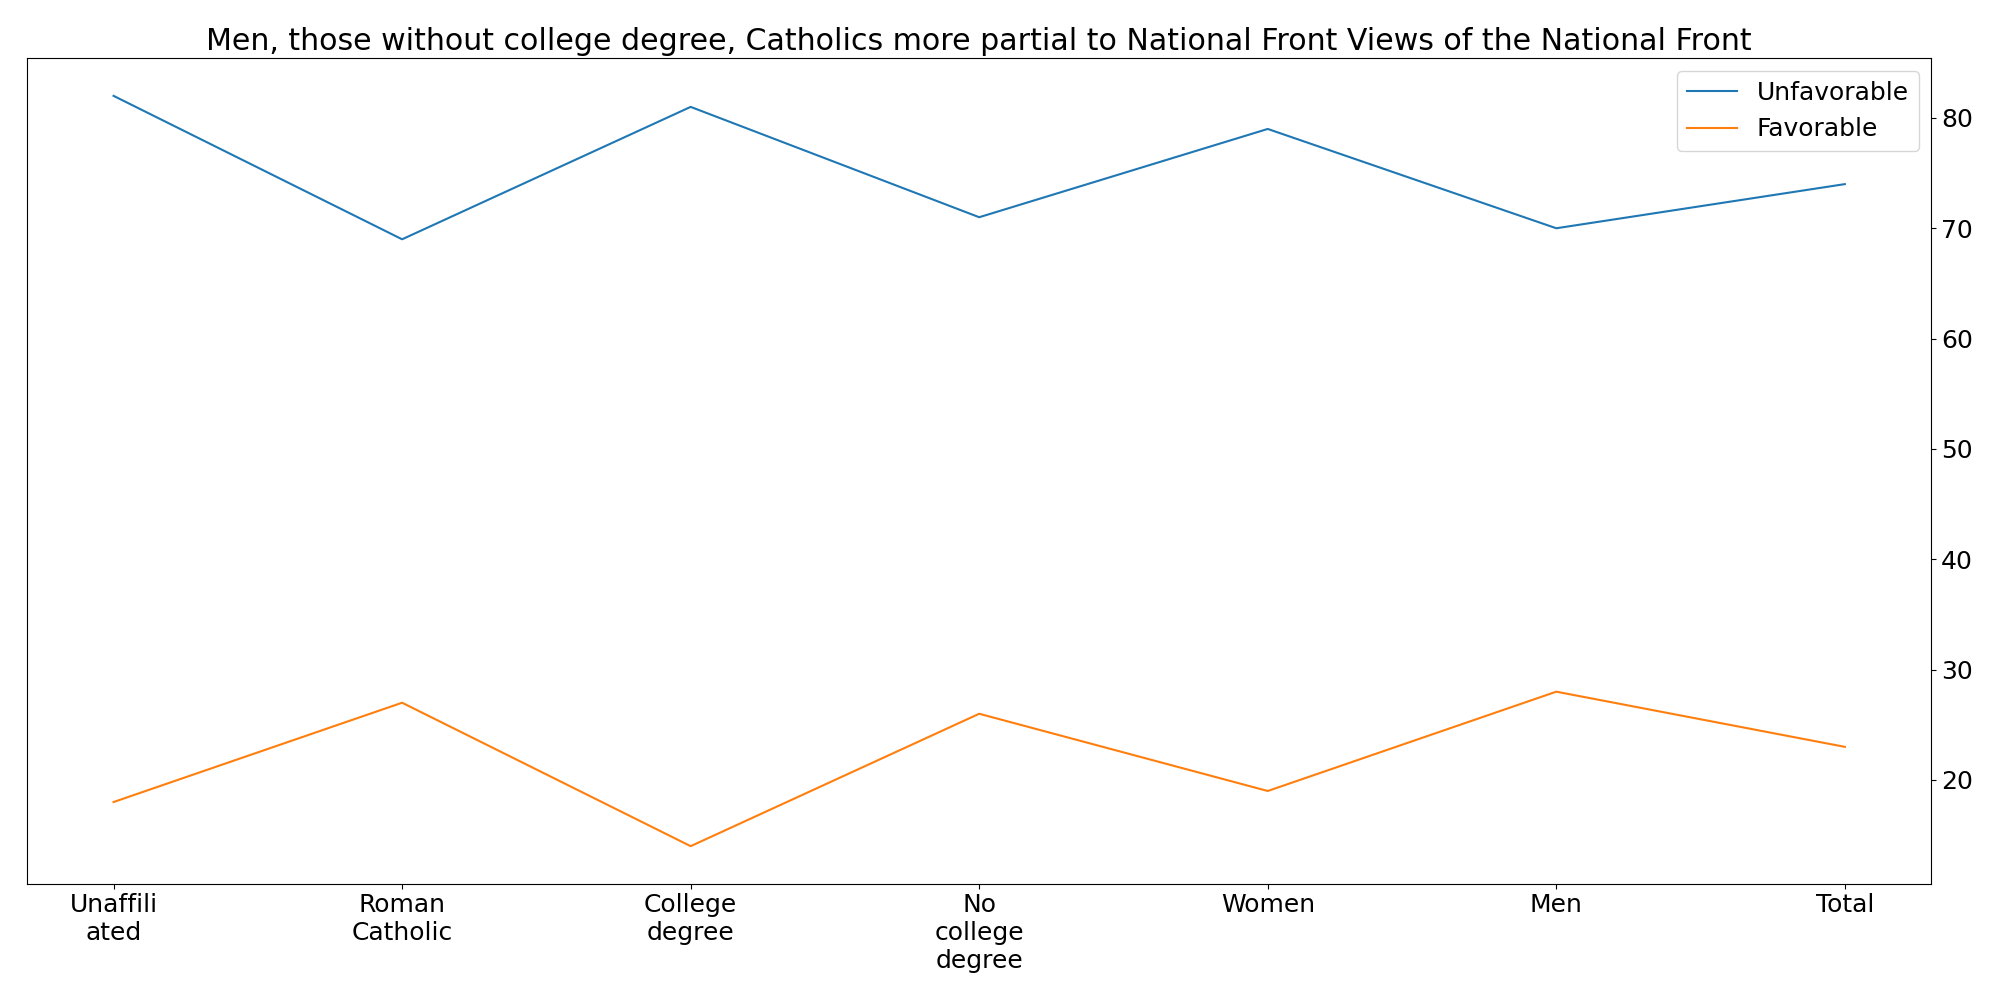 Men, those without college degree, Catholics more partial to National Front Views of the National Front
Unfavorable
Favorable
80
70
60
50
40
30
20
Unaffili
ated
Roman
Catholic
College
degree
No
college
degree
Women
Men
Total